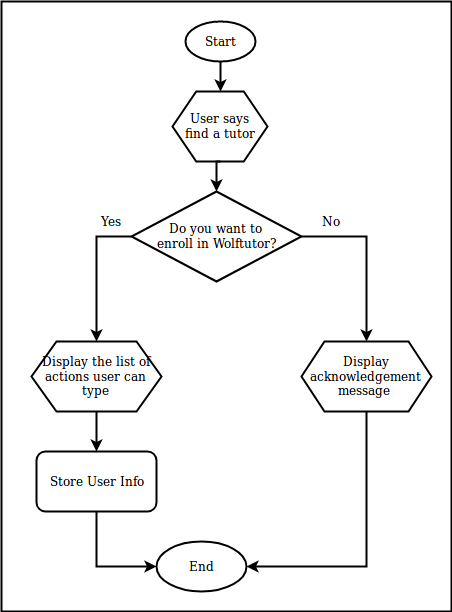 Start
User says
find a tutor
Do you want to
enroll in Wolftutor?
Yes
No
Display the list of
actions user can
type
Display
acknowledgement
message
Store User Info
End